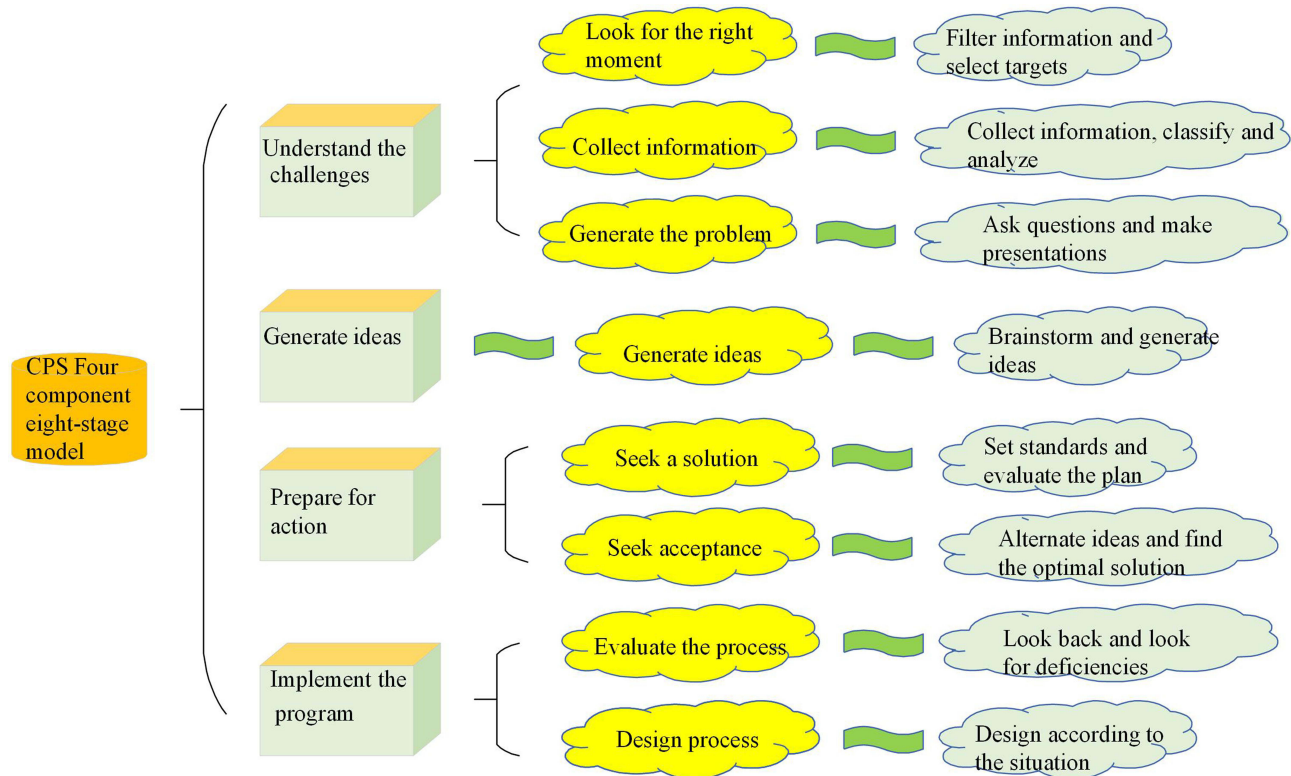 CPS Four
component
eight-stage
model
Understand the
challenges
Look for the right
moment
Filter information and
select targets
Collect information
Collect information, classify and
analyze
Generate the problem
Ask questions and make
presentations
Generate ideas
Generate ideas
Brainstorm and generate
ideas
Prepare for
action
Seek a solution
Set standards and
evaluate the plan
Seek acceptance
Alternate ideas and find
the optimal solution
Implement the
program
Evaluate the process
Look back and look
for deficiencies
Design process
Design according to
the situation